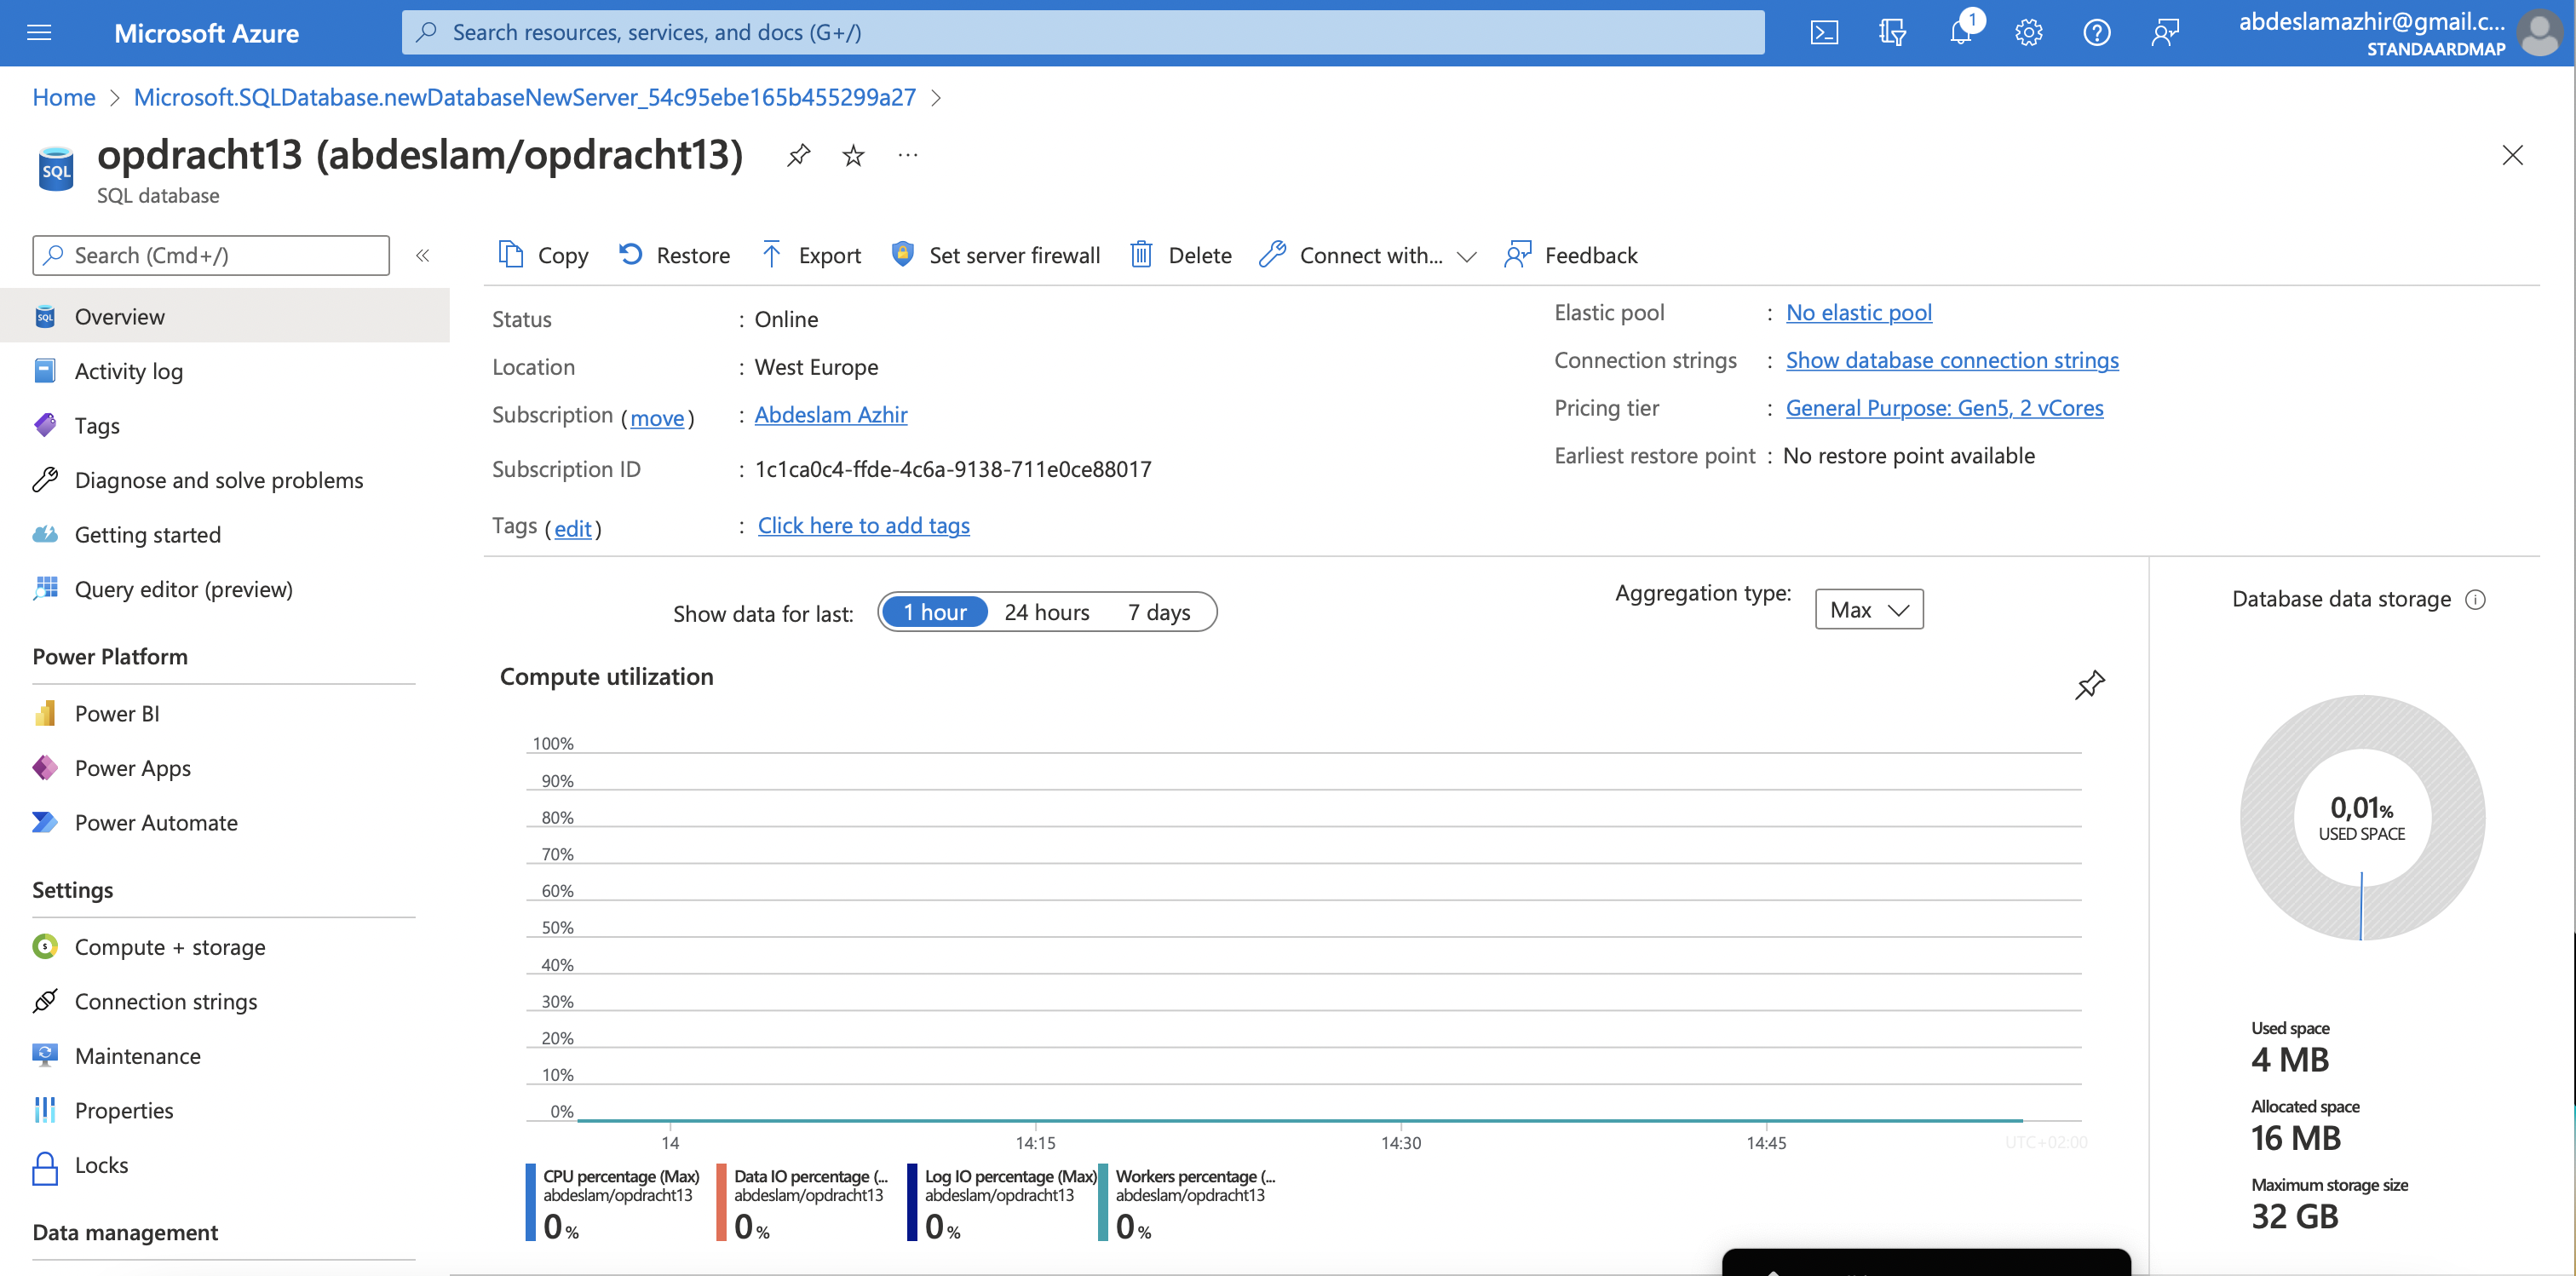 Microsoft Azure
Search resources, services, and docs (G+/)
1
abdeslamazhir@gmail.c...
STANDAARDMAP
Home > Microsoft.SQLDatabase.newDatabaseNewServer_54c95ebe165b455299a27 >
SQL
opdracht13 (abdeslam/opdracht13)
SQL database
Search (Cmd+/)
Overview
Activity log
Tags
Diagnose and solve problems
Getting started
Query editor (preview)
Power Platform
Power BI
Power Apps
Power Automate
Settings
Compute + storage
Connection strings
Maintenance
Properties
Locks
Data management
Copy Restore Export Set server firewall Delete Connect with... Feedback
Status : Online
Location : West Europe
Subscription (move) : Abdeslam Azhir
Subscription ID : 1c1ca0c4-ffde-4c6a-9138-711e0ce88017
Tags (edit) : Click here to add tags
Elastic pool : No elastic pool
Connection strings : Show database connection strings
Pricing tier : General Purpose: Gen5, 2 vCores
Earliest restore point : No restore point available
Show data for last: 1 hour 24 hours 7 days
Aggregation type: Max
Compute utilization
100%
90%
80%
70%
60%
50%
40%
30%
20%
10%
0%
14 14:15 14:30 14:45 UTC+02:00
CPU percentage (Max)
abdeslam/opdracht13
0 %
Data IO percentage (...
abdeslam/opdracht13
0 %
Log IO percentage (Max)
abdeslam/opdracht13
0 %
Workers percentage (...
abdeslam/opdracht13
0 %
Database data storage
0,01%
USED SPACE
Used space
4 MB
Allocated space
16 MB
Maximum storage size
32 GB